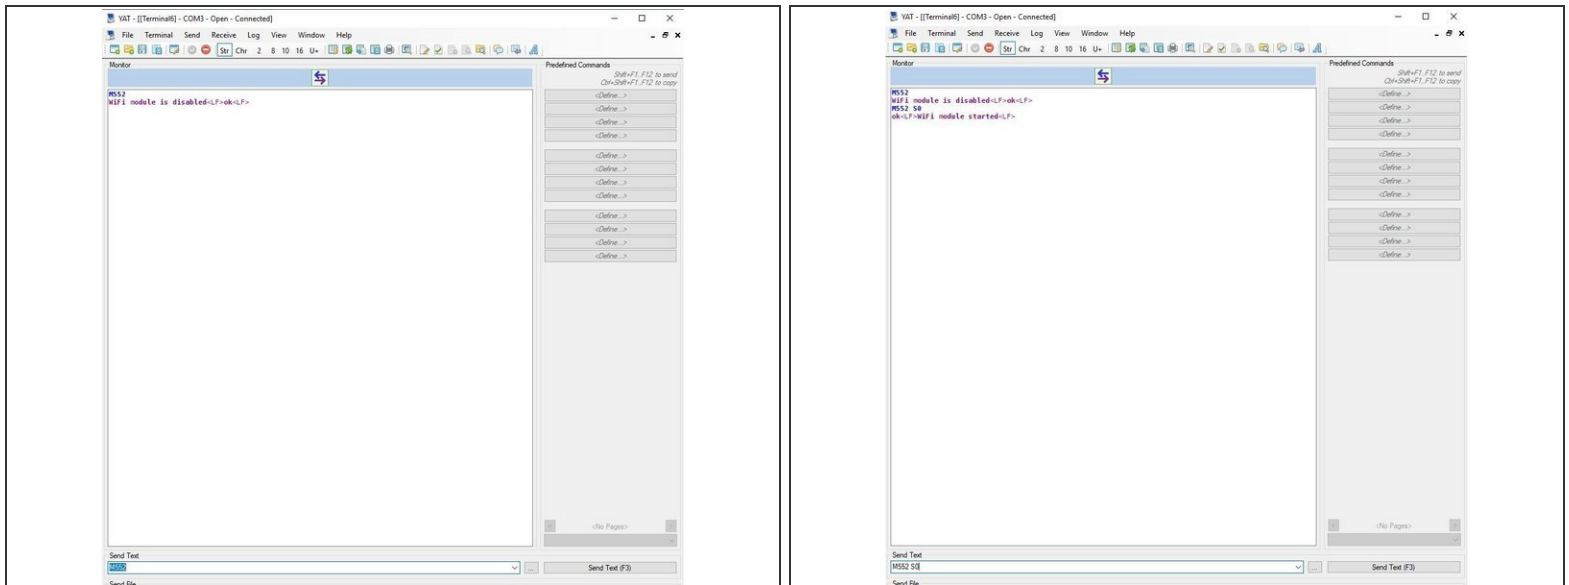 YAT - [[Terminal6] - COM3 - Open - Connected]
File Terminal Send Receive Log View Window Help
Str Chr 2 8 10 16 U+
Monitor
Predefined Commands
Shift+F1..F12 to send
Ctrl+Shift+F1..F12 to copy
M552
WiFi module is disabled<LF>ok<LF>
<Define...>
<Define...>
<Define...>
<Define...>
<Define...>
<Define...>
<Define...>
<Define...>
<Define...>
<Define...>
<Define...>
<Define...>
<No Pages>
Send Text
M552
...
Send Text (F3)
Send File
YAT - [[Terminal6] - COM3 - Open - Connected]
File Terminal Send Receive Log View Window Help
Str Chr 2 8 10 16 U+
Monitor
Predefined Commands
Shift+F1..F12 to send
Ctrl+Shift+F1..F12 to copy
M552
WiFi module is disabled<LF>ok<LF>
M552 S0
ok<LF>WiFi module started<LF>
<Define...>
<Define...>
<Define...>
<Define...>
<Define...>
<Define...>
<Define...>
<Define...>
<Define...>
<Define...>
<Define...>
<Define...>
<No Pages>
Send Text
M552 S0
...
Send Text (F3)
Send File